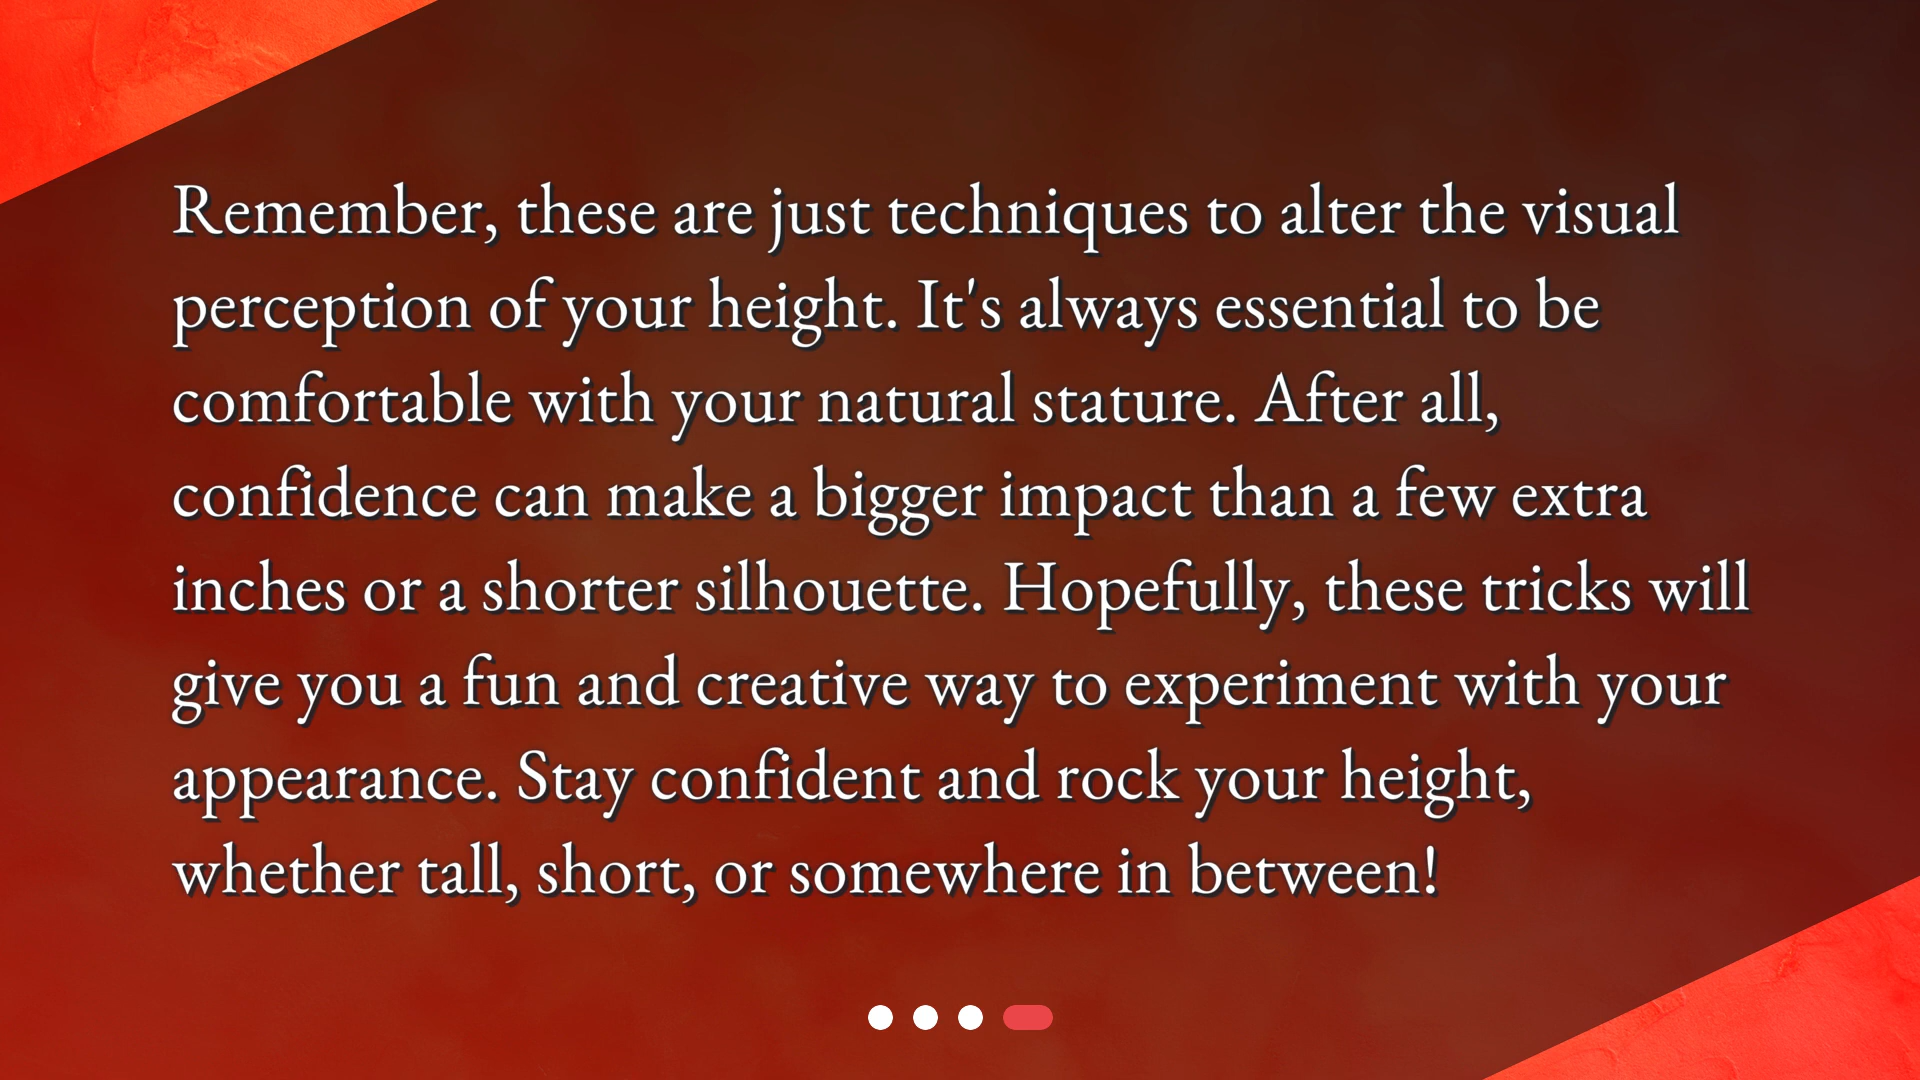 Remember, these are just techniques to alter the visual
perception of your height. It's always essential to be
comfortable with your natural stature. After all,
confidence can make a bigger impact than a few extra
inches or a shorter silhouette. Hopefully, these tricks will
give you a fun and creative way to experiment with your
appearance. Stay confident and rock your height,
whether tall, short, or somewhere in between!